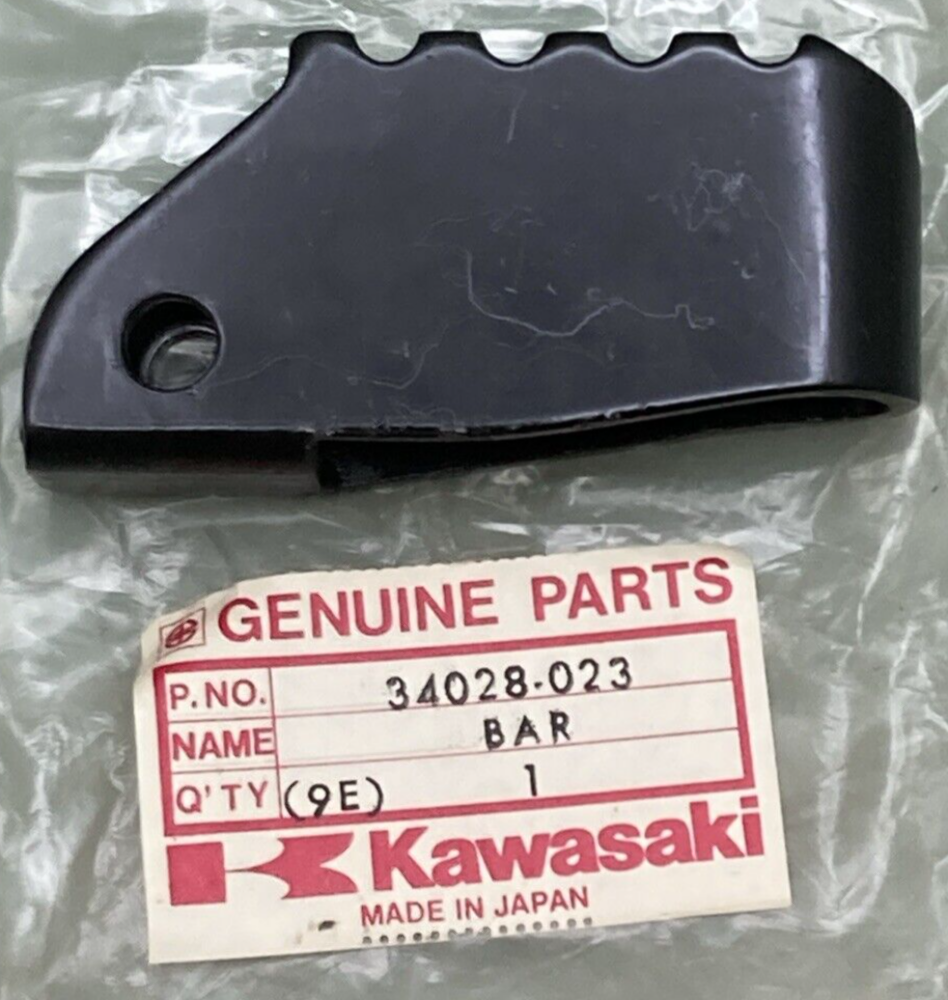 GENUINE PARTS
P.NO. 34028-023
NAME BAR
Q'TY (9E) 1
Kawasaki
MADE IN JAPAN